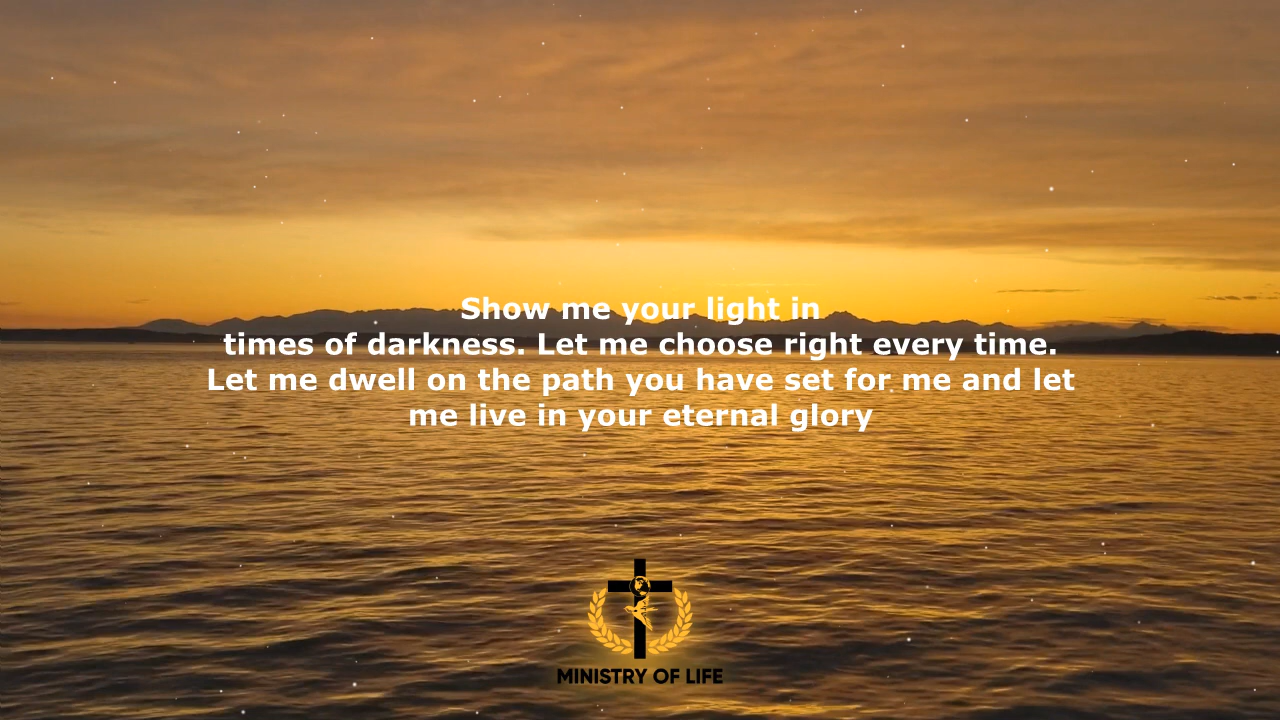 Show me your light in
times of darkness. Let me choose right every time.
Let me dwell on the path you have set for me and let
me live in your eternal glory
MINISTRY OF LIFE